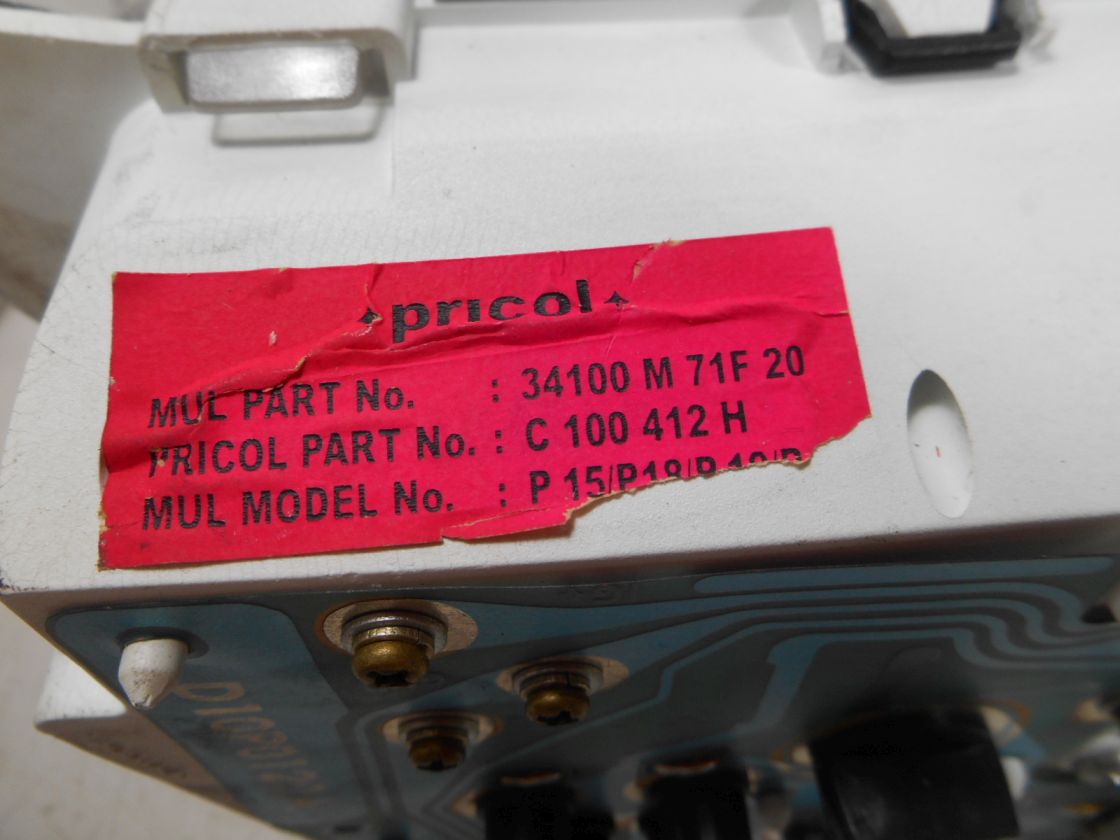 pricol
MUL PART No. : 34100 M 71F 20
PRICOL PART No. : C 100 412 H
MUL MODEL No. : P 15/P18/P